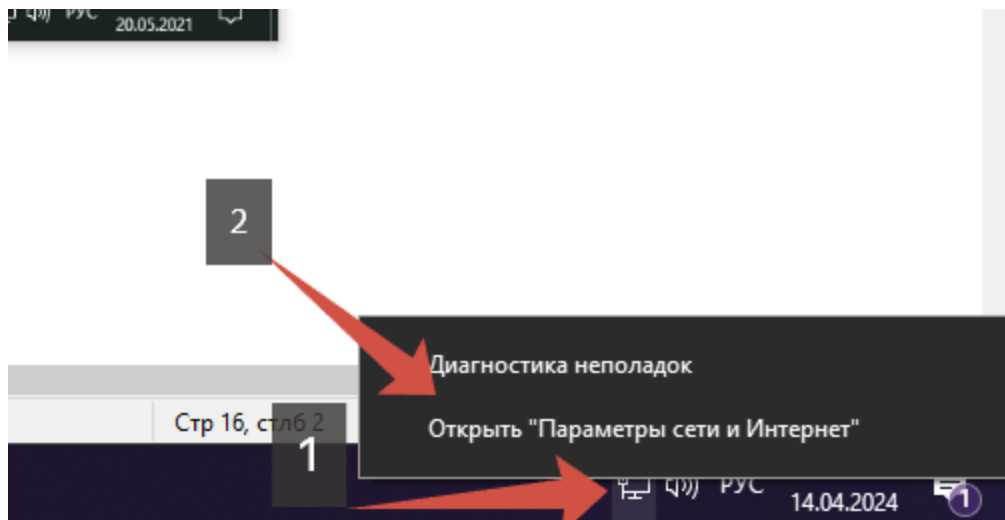 РУС
20.05.2021
2
Диагностика неполадок
Стр 16, стлб 2
Открыть "Параметры сети и Интернет"
1
РУС
14.04.2024
1